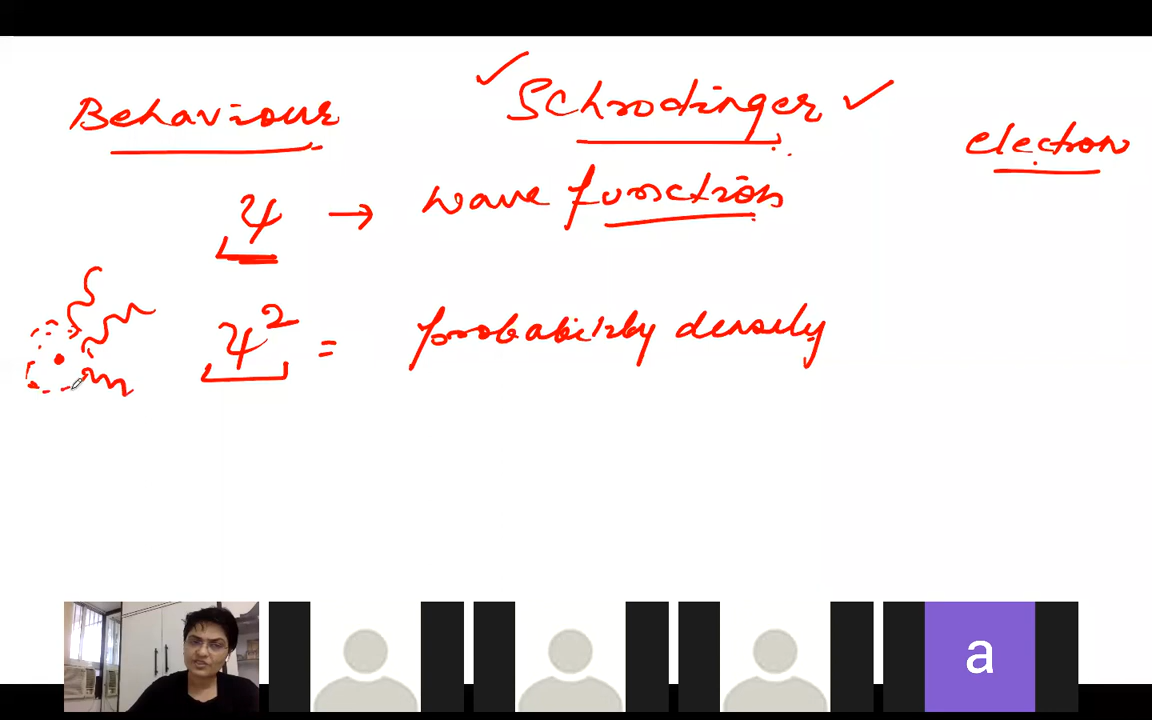 Behaviour
Schrodinger
electron
ψ → wave function
ψ² = probability density
a